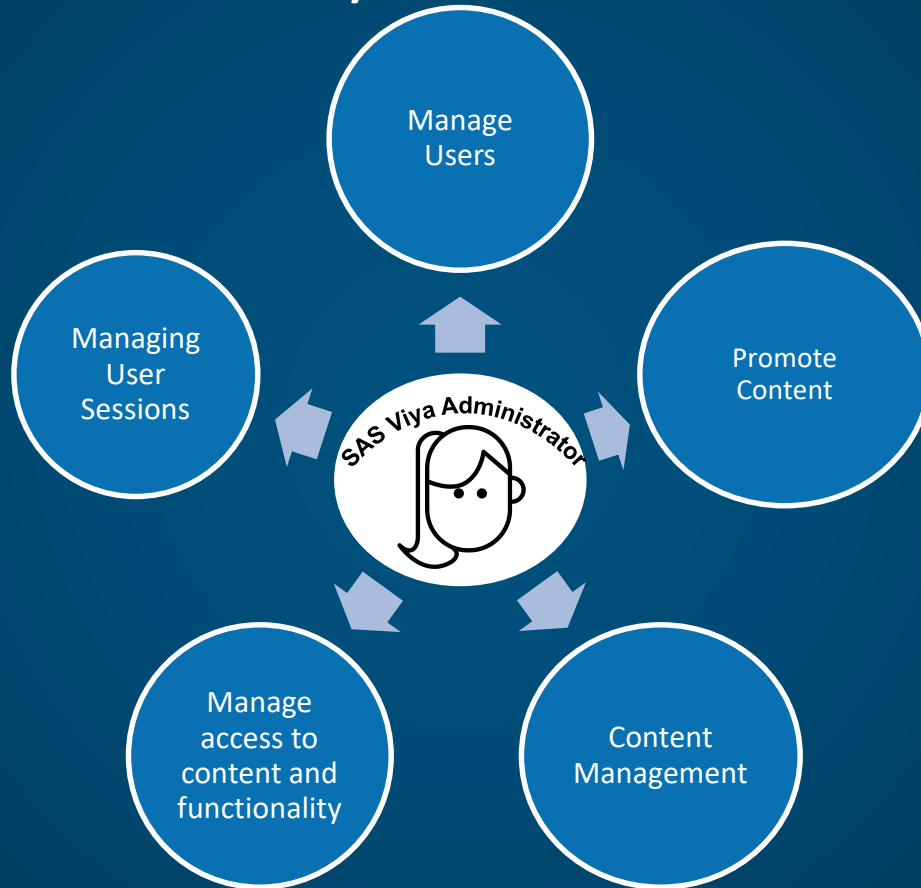 Manage
Users
Managing
User
Sessions
Promote
Content
SAS Viya Administrator
Manage
access to
content and
functionality
Content
Management